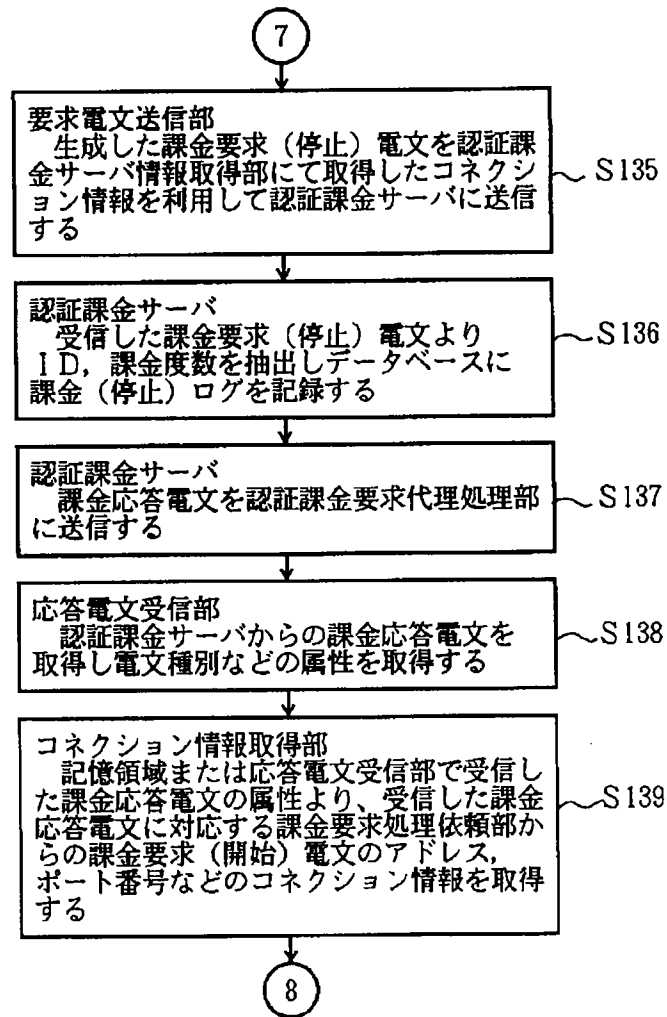 7
要求電文送信部
生成した課金要求（停止）電文を認証課
金サーバ情報取得部にて取得したコネクシ
ョン情報を利用して認証課金サーバに送信
する
S135
認証課金サーバ
受信した課金要求（停止）電文より
ＩＤ，課金度数を抽出しデータベースに
課金（停止）ログを記録する
S136
認証課金サーバ
課金応答電文を認証課金要求代理処理部
に送信する
S137
応答電文受信部
認証課金サーバからの課金応答電文を
取得し電文種別などの属性を取得する
S138
コネクション情報取得部
記憶領域または応答電文受信部で受信し
た課金応答電文の属性より、受信した課金
応答電文に対応する課金要求処理依頼部か
らの課金要求（開始）電文のアドレス，
ポート番号などのコネクション情報を取得
する
S139
8